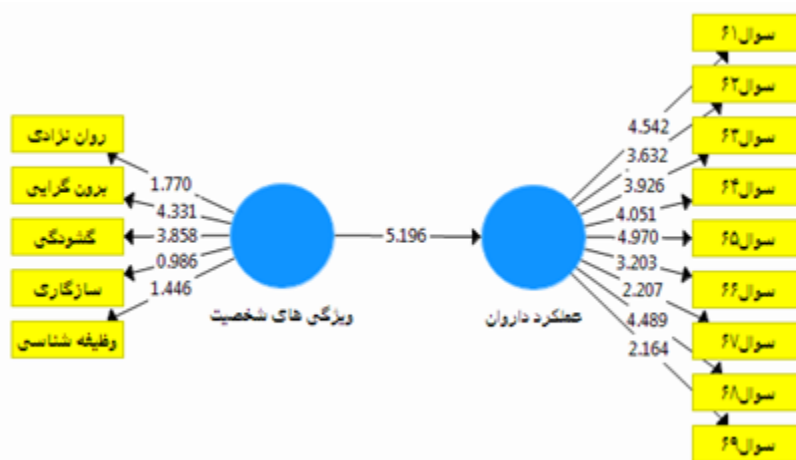 روان نژادی
برون گرایی
گشودگی
سازگاری
وظیفه شناسی
1.770
4.331
3.858
0.986
1.446
ویژگی های شخصیت
5.196
عملکرد داروان
4.542
3.632
3.926
4.051
4.970
3.203
2.207
4.489
2.164
سوال۶۱
سوال۶۲
سوال۶۳
سوال۶۴
سوال۶۵
سوال۶۶
سوال۶۷
سوال۶۸
سوال۶۹